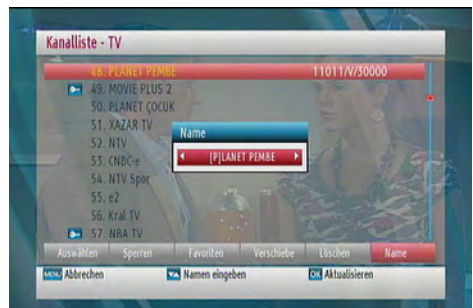 Kanalliste - TV
48. PLANET PEMBE 11011/V/30000
49. MOVIE PLUS 2
50. PLANET ÇOCUK
51. XAZAR TV
52. NTV
53. CNBC-e
54. NTV Spor
55. e2
56. Kral TV
57. NBA TV
Name
[P]LANET PEMBE
Auswählen Sperren Favoriten Verschiebe Löschen Name
MENU Abbrechen Namen eingeben OK Aktualisieren